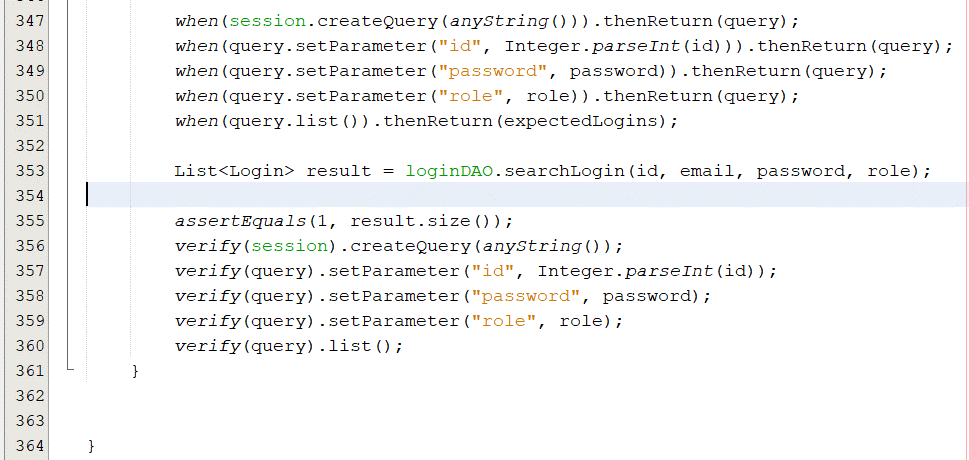 347 when(session.createQuery(anyString())).thenReturn(query);
348 when(query.setParameter("id", Integer.parseInt(id))).thenReturn(query);
349 when(query.setParameter("password", password)).thenReturn(query);
350 when(query.setParameter("role", role)).thenReturn(query);
351 when(query.list()).thenReturn(expectedLogins);
352
353 List<Login> result = loginDAO.searchLogin(id, email, password, role);
354
355 assertEquals(1, result.size());
356 verify(session).createQuery(anyString());
357 verify(query).setParameter("id", Integer.parseInt(id));
358 verify(query).setParameter("password", password);
359 verify(query).setParameter("role", role);
360 verify(query).list();
361 }
362
363
364 }